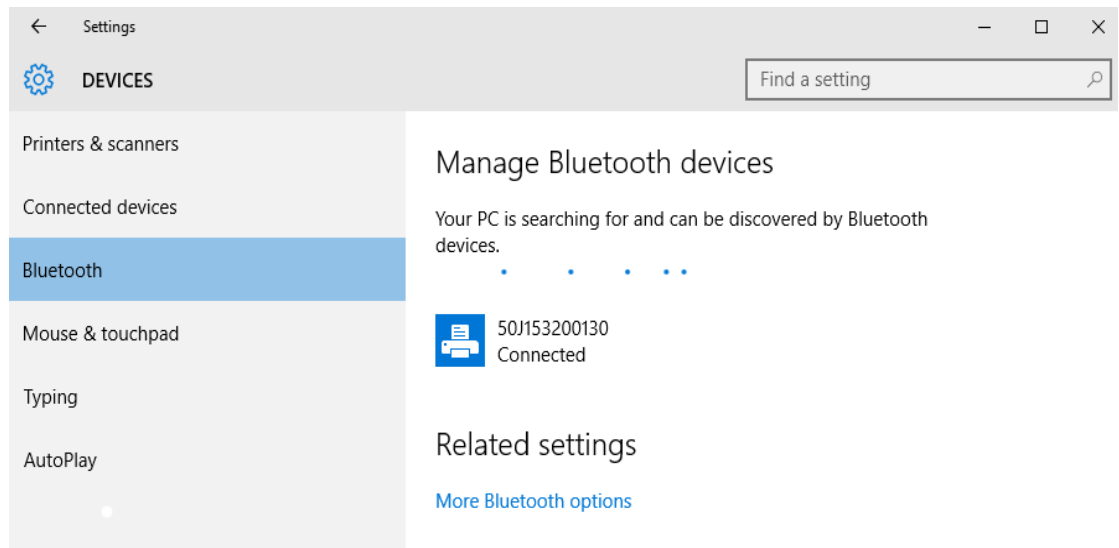 Settings
DEVICES
Find a setting
Printers & scanners
Connected devices
Bluetooth
Mouse & touchpad
Typing
AutoPlay
Manage Bluetooth devices
Your PC is searching for and can be discovered by Bluetooth
devices.
50J153200130
Connected
Related settings
More Bluetooth options